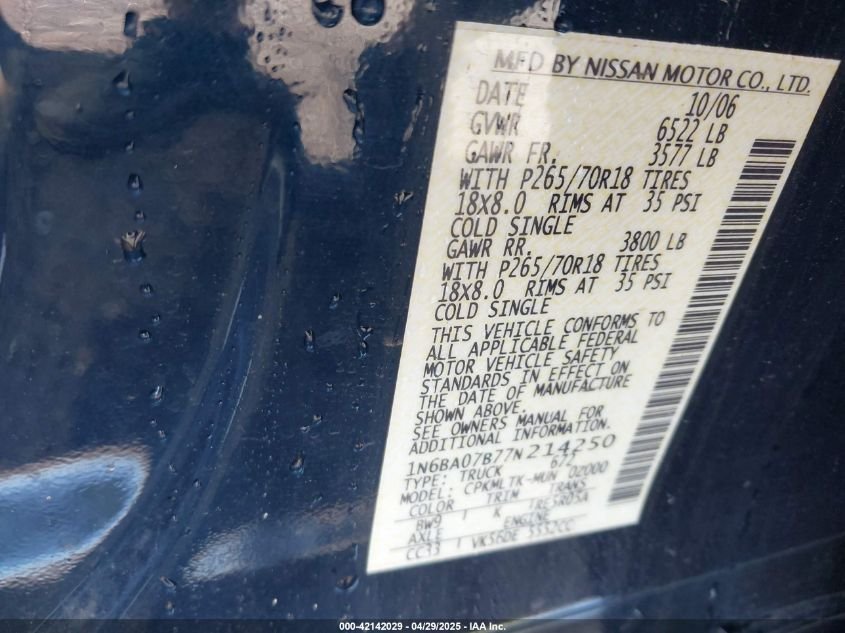 MFD BY NISSAN MOTOR CO., LTD.
DATE 10/06
GVWR 6522 LB
GAWR FR. 3577 LB
WITH P265/70R18 TIRES
18X8.0 RIMS AT 35 PSI
COLD SINGLE
GAWR RR. 3800 LB
WITH P265/70R18 TIRES
18X8.0 RIMS AT 35 PSI
COLD SINGLE
THIS VEHICLE CONFORMS TO
ALL APPLICABLE FEDERAL
MOTOR VEHICLE SAFETY
STANDARDS IN EFFECT ON
THE DATE OF MANUFACTURE
SHOWN ABOVE.
SEE OWNERS MANUAL FOR
ADDITIONAL INFORMATION.
1N6BA07B77N214250
TYPE: TRUCK 672
MODEL: CPKMLTK-MUN 02000
COLOR TRIM TRANS
BW9 K TRE5R05A
AXLE ENGINE
CC33 VK56DE 5552CC
000-42142029 04/29/2025 - IAA Inc.